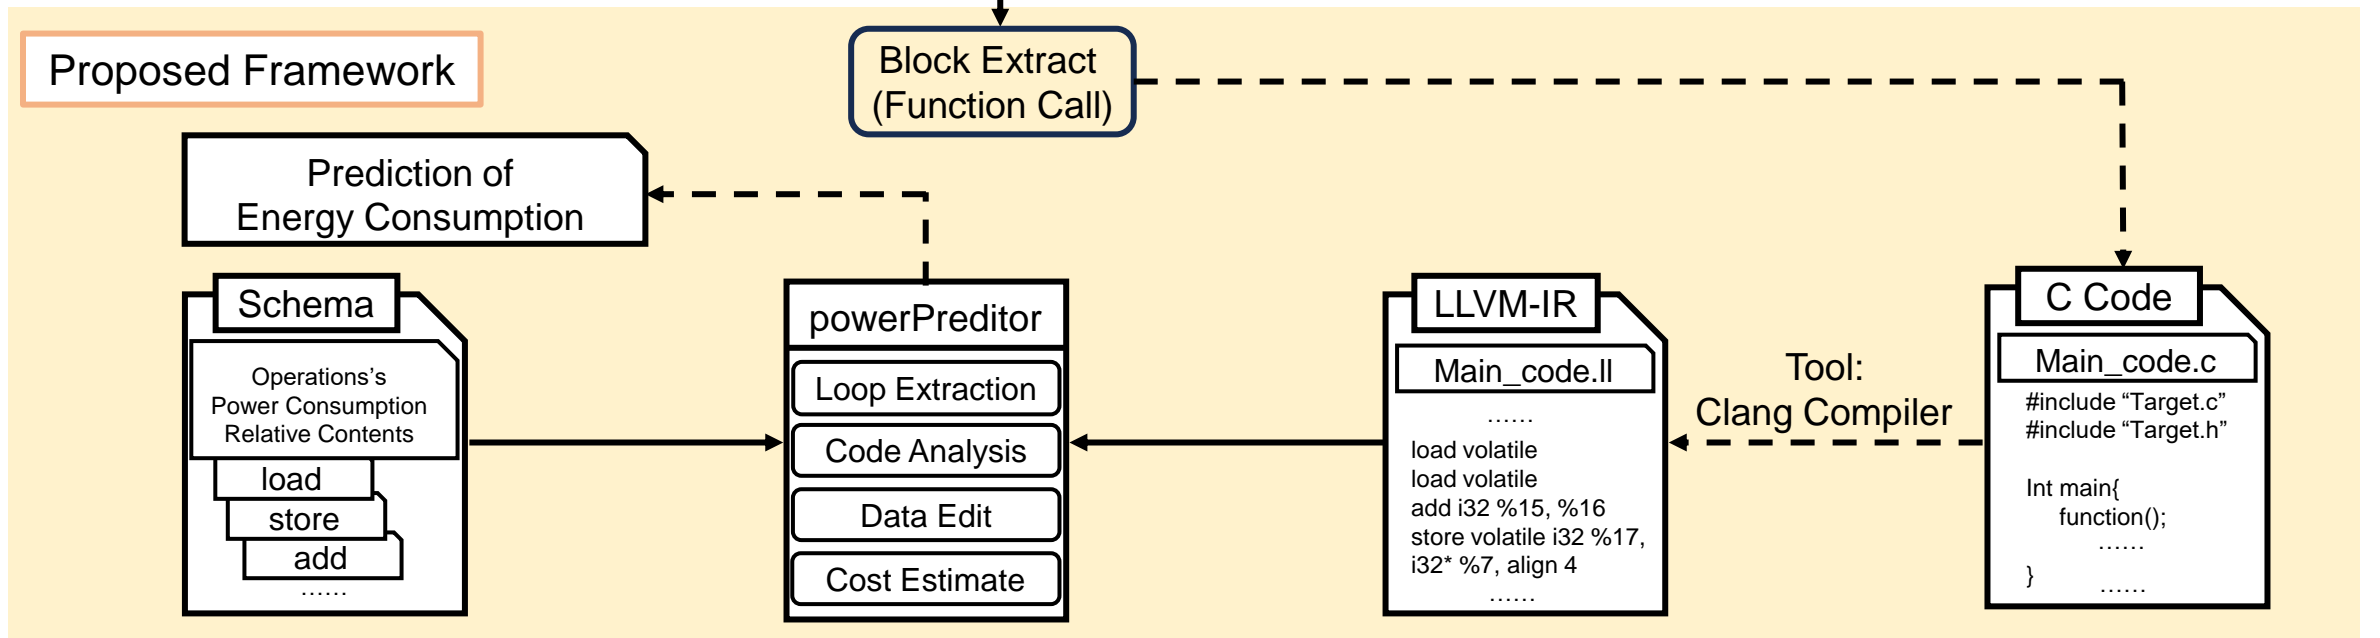 Proposed Framework
Block Extract
(Function Call)
Prediction of
Energy Consumption
Schema
Operations’s
Power Consumption
Relative Contents
load
store
add
……
powerPreditor
Loop Extraction
Code Analysis
Data Edit
Cost Estimate
LLVM-IR
Main_code.ll
……
load volatile
load volatile
add i32 %15, %16
store volatile i32 %17,
i32* %7, align 4
……
Tool:
Clang Compiler
C Code
Main_code.c
#include “Target.c”
#include “Target.h”
Int main{
function();
……
}
……